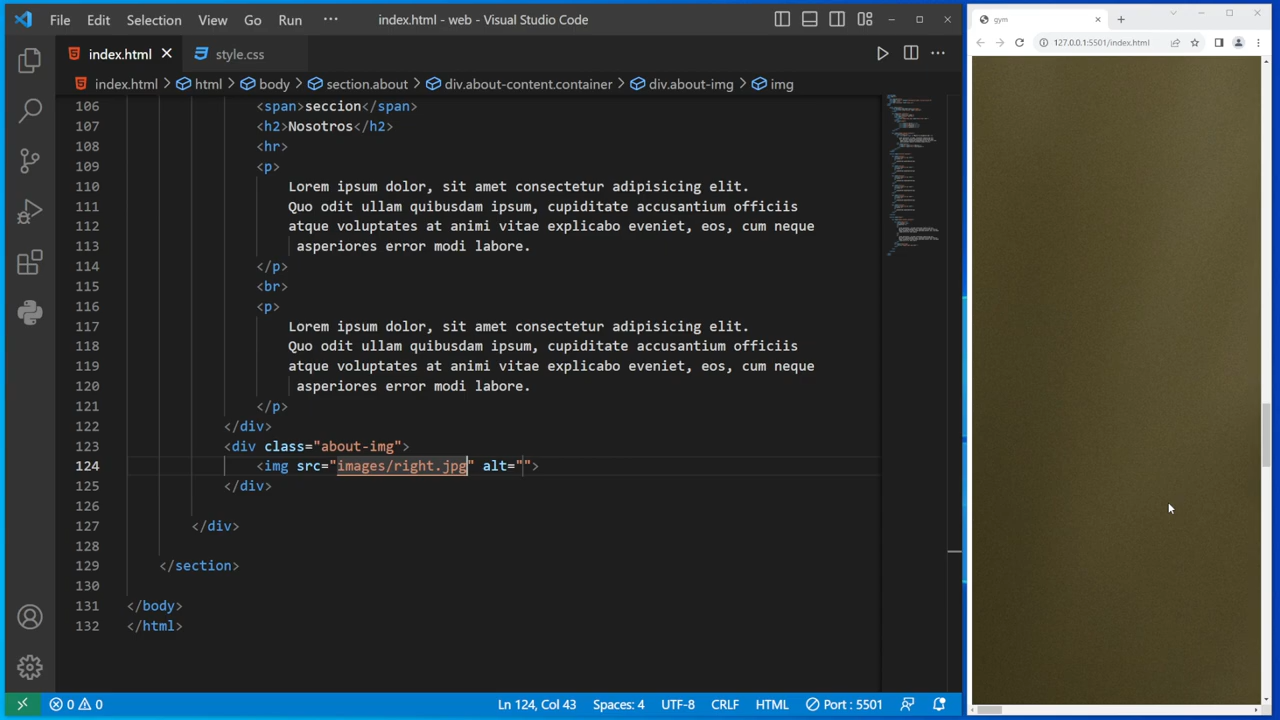 File Edit Selection View Go Run ··· index.html - web - Visual Studio Code
index.html style.css
index.html > html > body > section.about > div.about-content.container > div.about-img > img
106 <span>seccion</span>
107 <h2>Nosotros</h2>
108 <hr>
109 <p>
110 Lorem ipsum dolor, sit amet consectetur adipisicing elit.
111 Quo odit ullam quibusdam ipsum, cupiditate accusantium officiis
112 atque voluptates at animi vitae explicabo eveniet, eos, cum neque
113 asperiores error modi labore.
114 </p>
115 <br>
116 <p>
117 Lorem ipsum dolor, sit amet consectetur adipisicing elit.
118 Quo odit ullam quibusdam ipsum, cupiditate accusantium officiis
119 atque voluptates at animi vitae explicabo eveniet, eos, cum neque
120 asperiores error modi labore.
121 </p>
122 </div>
123 <div class="about-img">
124 <img src="images/right.jpg" alt="">
125 </div>
126
127 </div>
128
129 </section>
130
131 </body>
132 </html>
0 0 Ln 124, Col 43 Spaces: 4 UTF-8 CRLF HTML Port : 5501
gym
127.0.0.1:5501/index.html